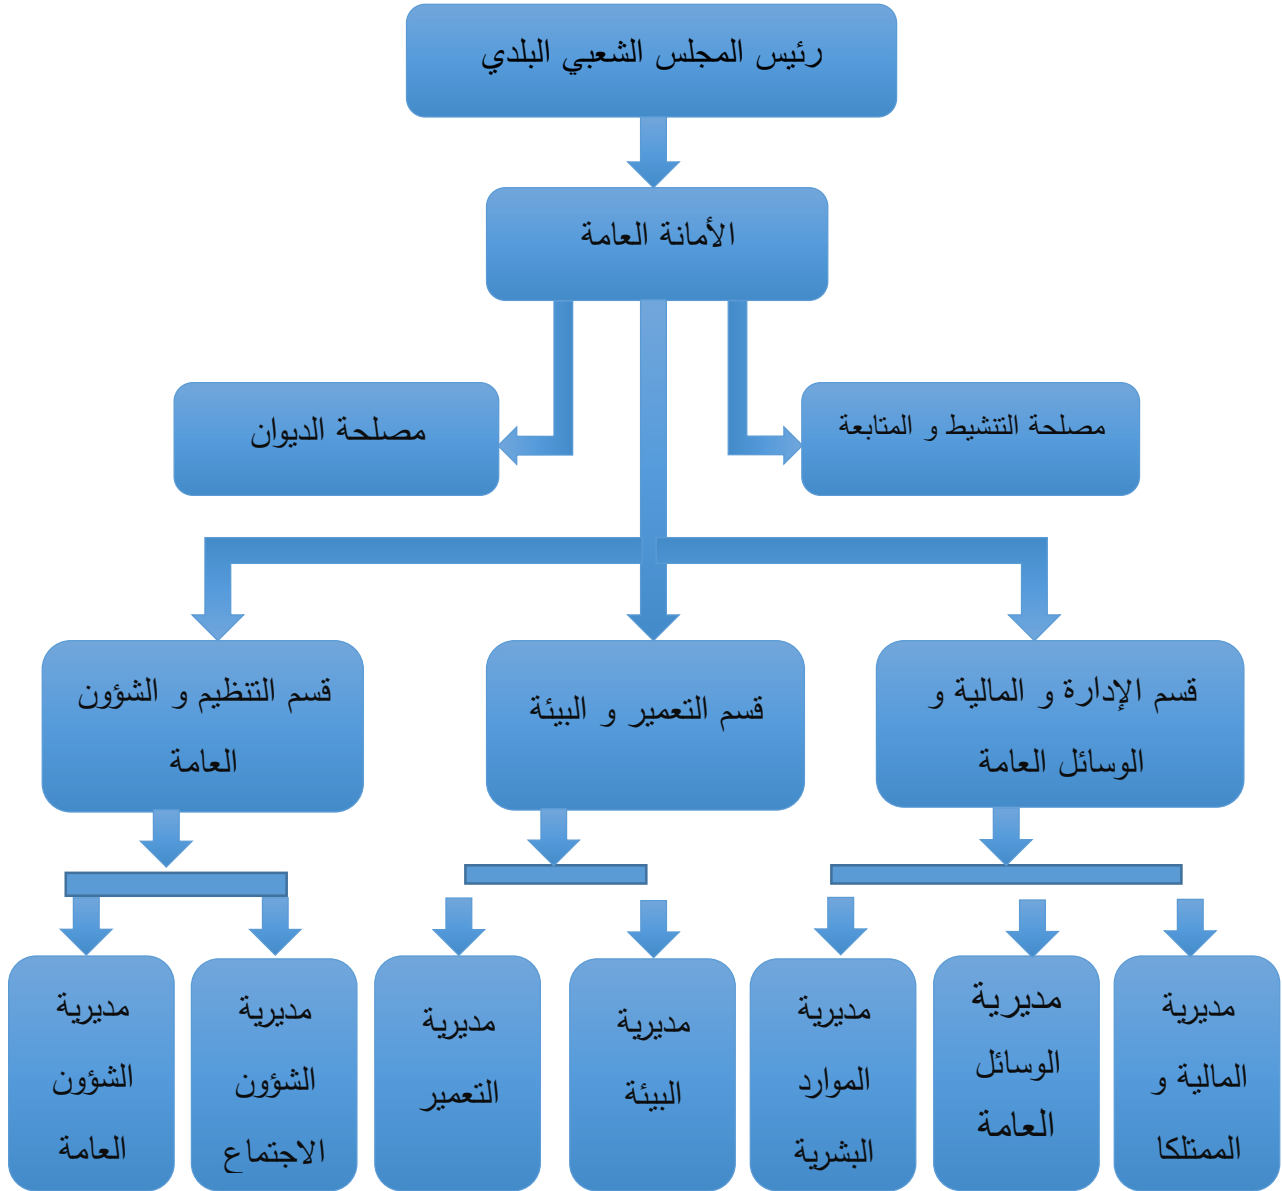 رئيس المجلس الشعبي البلدي
الأمانة العامة
مصلحة التنشيط و المتابعة
مصلحة الديوان
قسم الإدارة و المالية و
الوسائل العامة
قسم التعمير و البيئة
قسم التنظيم و الشؤون
العامة
مديرية
المالية و
الممتلكا
مديرية
الوسائل
العامة
مديرية
الموارد
البشرية
مديرية
البيئة
مديرية
التعمير
مديرية
الشؤون
الاجتماع
مديرية
الشؤون
العامة